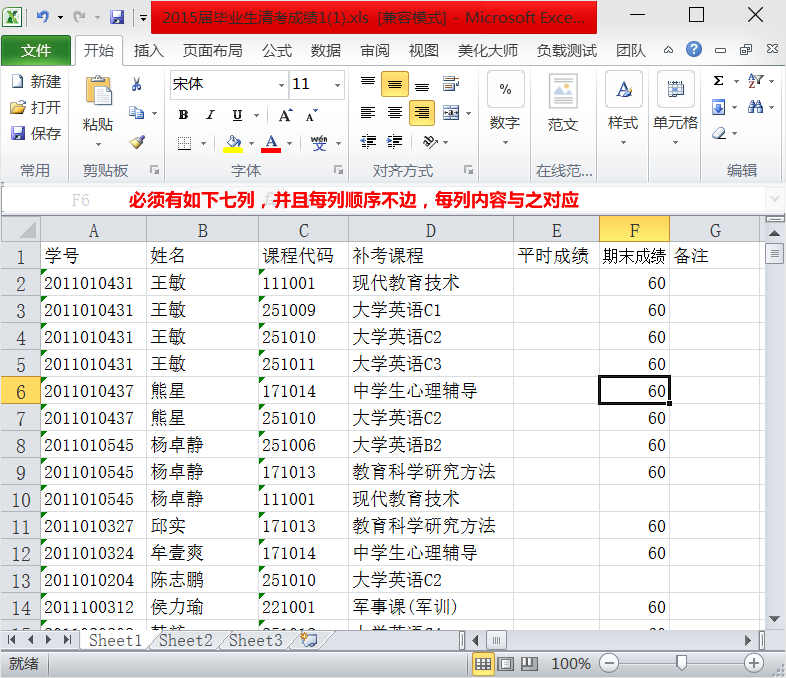 2015届毕业生清考成绩1(1).xls [兼容模式] - Microsoft Exce...
文件 开始 插入 页面布局 公式 数据 审阅 视图 美化大师 负载测试 团队
新建 打开 保存 常用
粘贴 剪贴板
宋体 11
B I U A A
A 字体
对齐方式
% 数字
范文 在线范...
A 样式
单元格
Σ 编辑
F6 必须有如下七列，并且每列顺序不边，每列内容与之对应
A B C D E F G
1 学号 姓名 课程代码 补考课程 平时成绩 期末成绩 备注
2 2011010431 王敏 111001 现代教育技术 60
3 2011010431 王敏 251009 大学英语C1 60
4 2011010431 王敏 251010 大学英语C2 60
5 2011010431 王敏 251011 大学英语C3 60
6 2011010437 熊星 171014 中学生心理辅导 60
7 2011010437 熊星 251010 大学英语C2 60
8 2011010545 杨卓静 251006 大学英语B2 60
9 2011010545 杨卓静 171013 教育科学研究方法 60
10 2011010545 杨卓静 111001 现代教育技术
11 2011010327 邱实 171013 教育科学研究方法 60
12 2011010324 牟壹爽 171014 中学生心理辅导 60
13 2011010204 陈志鹏 251010 大学英语C2
14 2011100312 侯力瑜 221001 军事课(军训) 60
Sheet1 Sheet2 Sheet3
就绪 100%